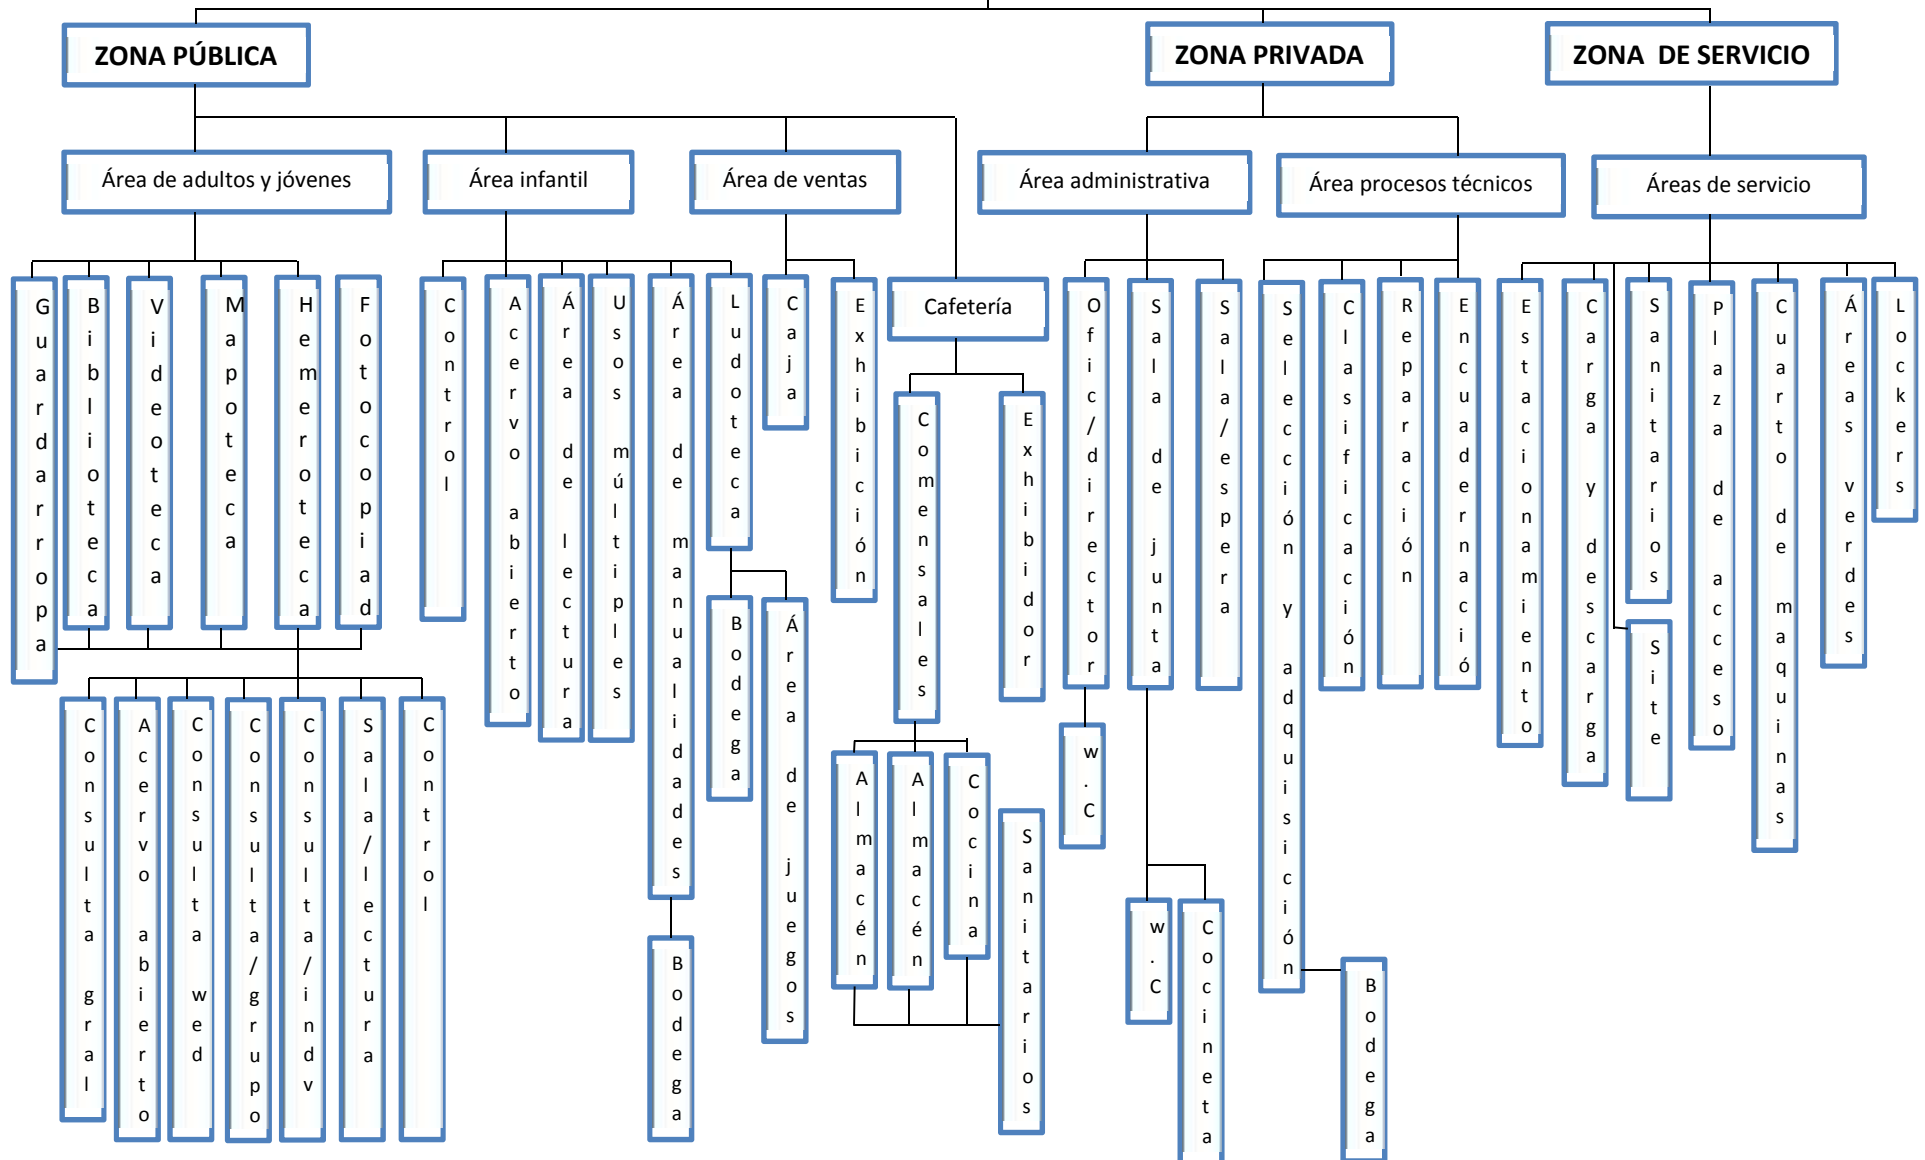 ZONA PÚBLICA
ZONA PRIVADA
ZONA DE SERVICIO
Área de adultos y jóvenes
Área infantil
Área de ventas
Área administrativa
Área procesos técnicos
Áreas de servicio
Guardarropa
Biblioteca
Videoteca
Mapoteca
Hemeroteca
Fotocopiad
Control
Acervo abierto
Área de lectura
Usos múltiples
Área de manualidades
Ludoteca
Caja
Exhibición
Cafetería
Ofic/director
Sala de junta
Sala/espera
Selección y adquisición
Clasificación
Reparación
Encuadernació
Estacionamiento
Carga y descarga
Sanitarios
Plaza de acceso
Cuarto de maquinas
Áreas verdes
Lockers
Comensales
Exhibidor
Bodega
Área de juegos
Site
Consulta gral
Acervo abierto
Consulta wed
Consulta/grupo
Consulta/indv
Sala/lectura
Control
Almacén
Almacén
Cocina
Sanitarios
w.C
w.C
Cocineta
Bodega
Bodega